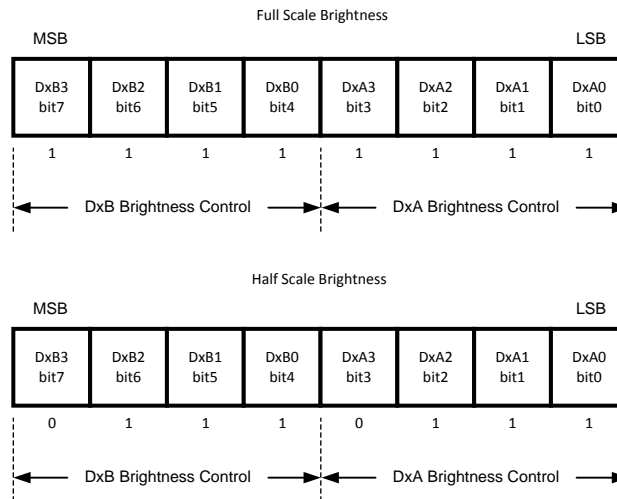 Full Scale Brightness
MSB LSB
DxB3 DxB2 DxB1 DxB0 DxA3 DxA2 DxA1 DxA0
bit7 bit6 bit5 bit4 bit3 bit2 bit1 bit0
1 1 1 1 1 1 1 1
DxB Brightness Control DxA Brightness Control
Half Scale Brightness
MSB LSB
DxB3 DxB2 DxB1 DxB0 DxA3 DxA2 DxA1 DxA0
bit7 bit6 bit5 bit4 bit3 bit2 bit1 bit0
0 1 1 1 0 1 1 1
DxB Brightness Control DxA Brightness Control